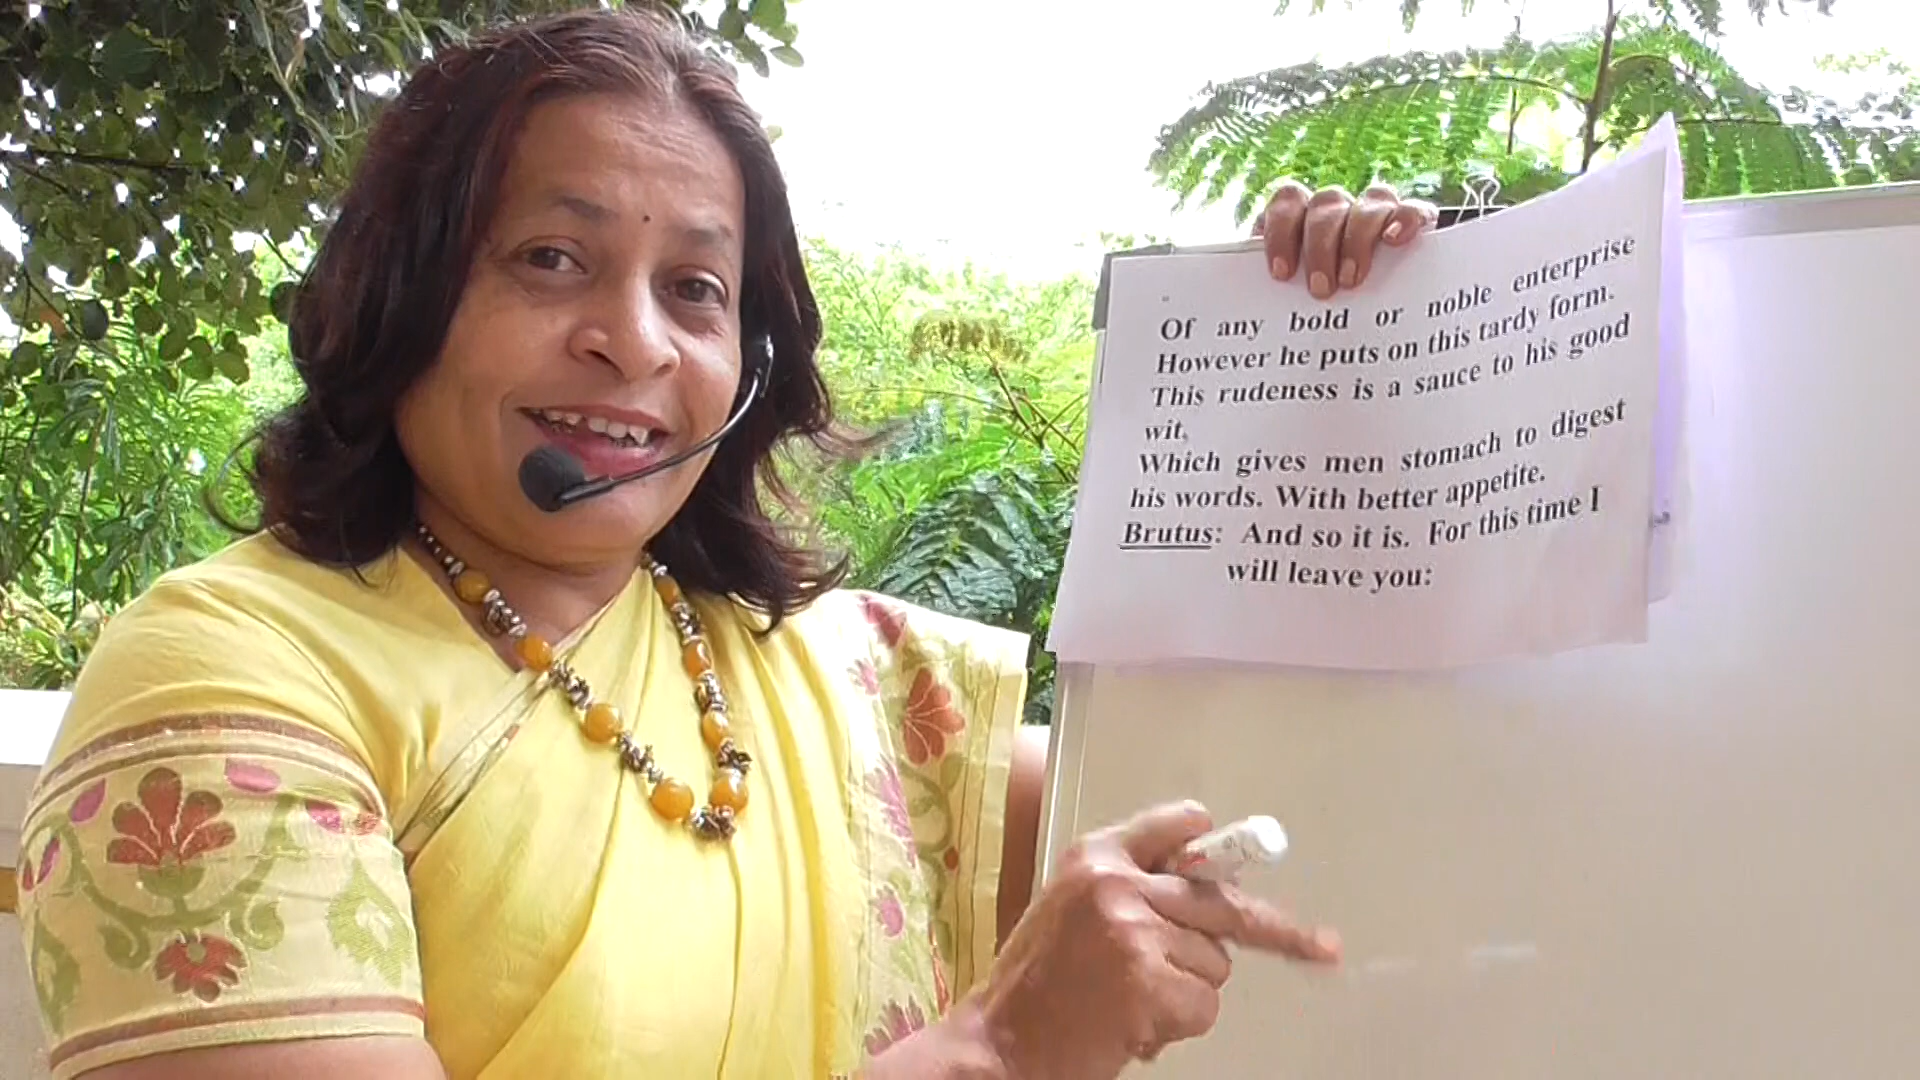 Of any bold or noble enterprise
However he puts on this tardy form.
This rudeness is a sauce to his good
wit,
Which gives men stomach to digest
his words. With better appetite.
Brutus: And so it is. For this time I
will leave you: